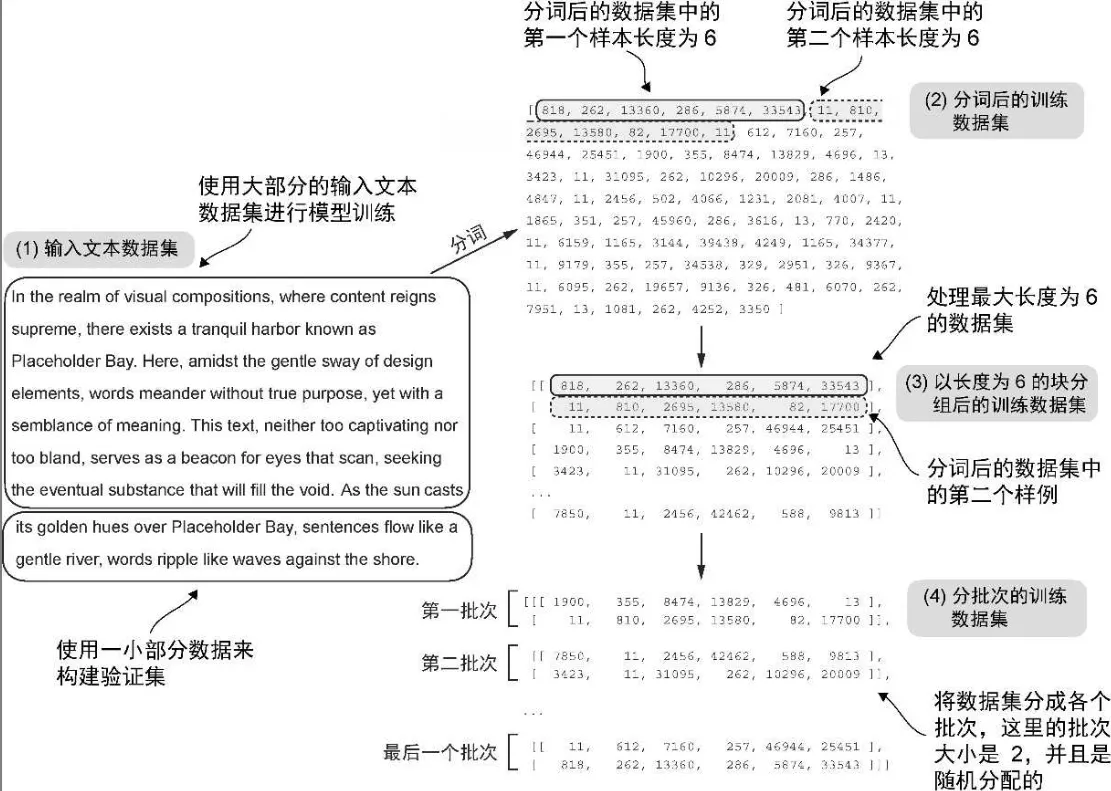 分词后的数据集中的
第一个样本长度为 6
分词后的数据集中的
第二个样本长度为 6
(2) 分词后的训练
数据集
[ 818, 262, 13360, 286, 5874, 33543, 11, 810,
2695, 13580, 82, 17700, 11, 612, 7160, 257,
46944, 25451, 1900, 355, 8474, 13829, 4696, 13,
3423, 11, 31095, 262, 10296, 20009, 286, 1486,
4847, 11, 2456, 502, 4066, 1231, 2081, 4007, 11,
1865, 351, 257, 45960, 286, 3616, 13, 770, 2420,
11, 6159, 1165, 3144, 39438, 4249, 1165, 34377,
11, 9179, 355, 257, 34538, 329, 2951, 326, 9367,
11, 6095, 262, 19657, 9136, 326, 481, 6070, 262,
7951, 13, 1081, 262, 4252, 3350 ]
使用大部分的输入文本
数据集进行模型训练
分词
(1) 输入文本数据集
In the realm of visual compositions, where content reigns
supreme, there exists a tranquil harbor known as
Placeholder Bay. Here, amidst the gentle sway of design
elements, words meander without true purpose, yet with a
semblance of meaning. This text, neither too captivating nor
too bland, serves as a beacon for eyes that scan, seeking
the eventual substance that will fill the void. As the sun casts
its golden hues over Placeholder Bay, sentences flow like a
gentle river, words ripple like waves against the shore.
使用一小部分数据来
构建验证集
处理最大长度为 6
的数据集
(3) 以长度为 6 的块分
组后的训练数据集
[[ 818, 262, 13360, 286, 5874, 33543 ],
[ 11, 810, 2695, 13580, 82, 17700 ],
[ 11, 612, 7160, 257, 46944, 25451 ],
[ 1900, 355, 8474, 13829, 4696, 13 ],
[ 3423, 11, 31095, 262, 10296, 20009 ],
...
[ 7850, 11, 2456, 42462, 588, 9813 ]]
分词后的数据集中
的第二个样例
(4) 分批次的训练
数据集
第一批次
[[[ 1900, 355, 8474, 13829, 4696, 13 ],
[ 11, 810, 2695, 13580, 82, 17700 ]],
第二批次
[[ 7850, 11, 2456, 42462, 588, 9813 ],
[ 3423, 11, 31095, 262, 10296, 20009 ]],
...
最后一个批次
[[ 11, 612, 7160, 257, 46944, 25451 ],
[ 818, 262, 13360, 286, 5874, 33543 ]]]
将数据集分成各个
批次，这里的批次
大小是 2，并且是
随机分配的